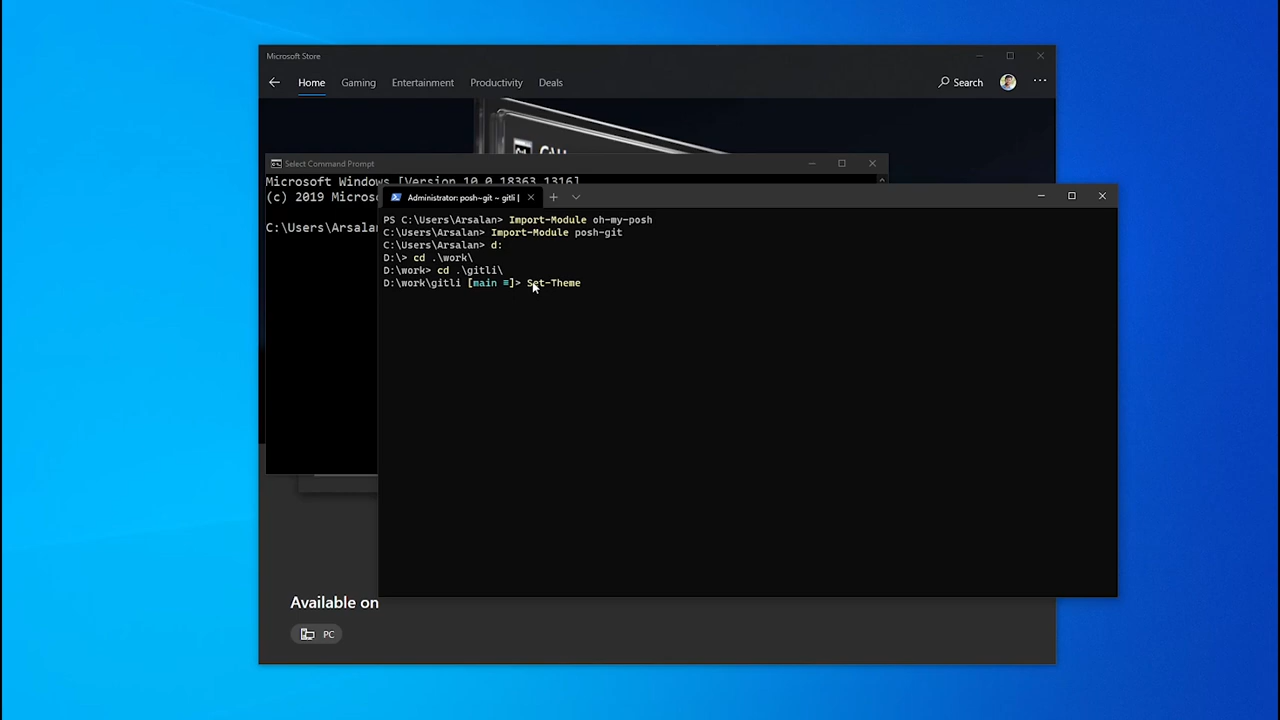 Microsoft Store
Home
Gaming
Entertainment
Productivity
Deals
Search
Select Command Prompt
Microsoft Windows [Version 10.0.18363.1316]
(c) 2019 Micros
C:\Users\Arsalan
Administrator: posh~git ~ gitli |
PS C:\Users\Arsalan> Import-Module oh-my-posh
C:\Users\Arsalan> Import-Module posh-git
C:\Users\Arsalan> d:
D:\> cd .\work\
D:\work> cd .\gitli\
D:\work\gitli [main ≡]> Set-Theme
Available on
PC